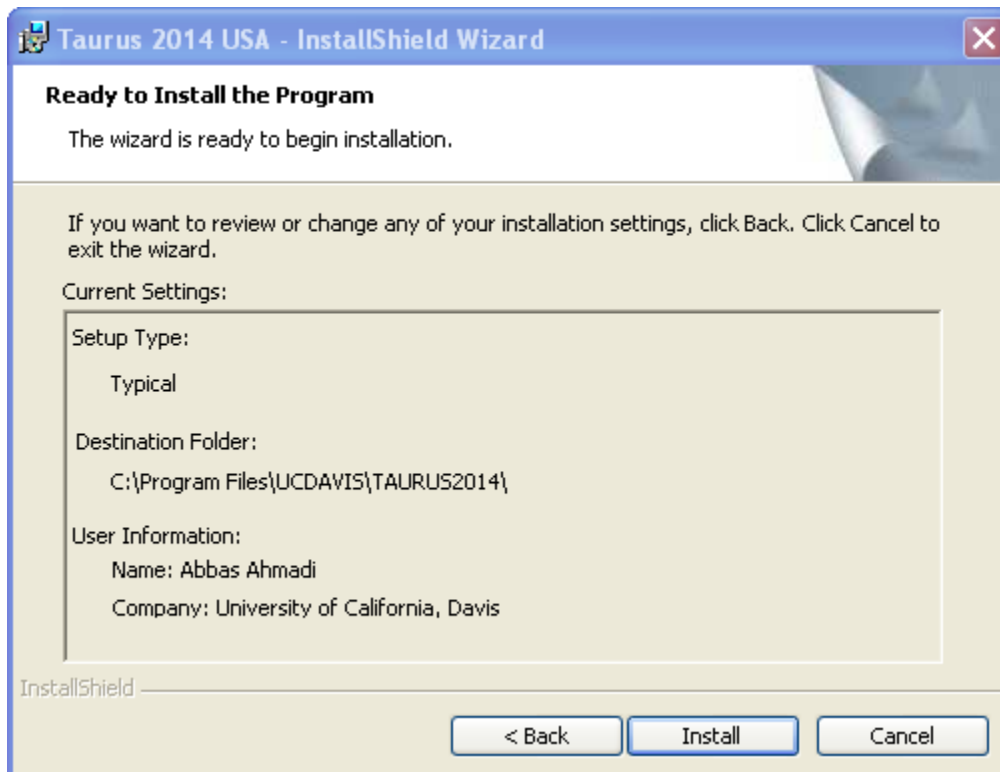 Taurus 2014 USA - InstallShield Wizard
Ready to Install the Program
The wizard is ready to begin installation.
If you want to review or change any of your installation settings, click Back. Click Cancel to
exit the wizard.
Current Settings:
Setup Type:
Typical
Destination Folder:
C:\Program Files\UCDAVIS\TAURUS2014\
User Information:
Name: Abbas Ahmadi
Company: University of California, Davis
InstallShield
< Back
Install
Cancel